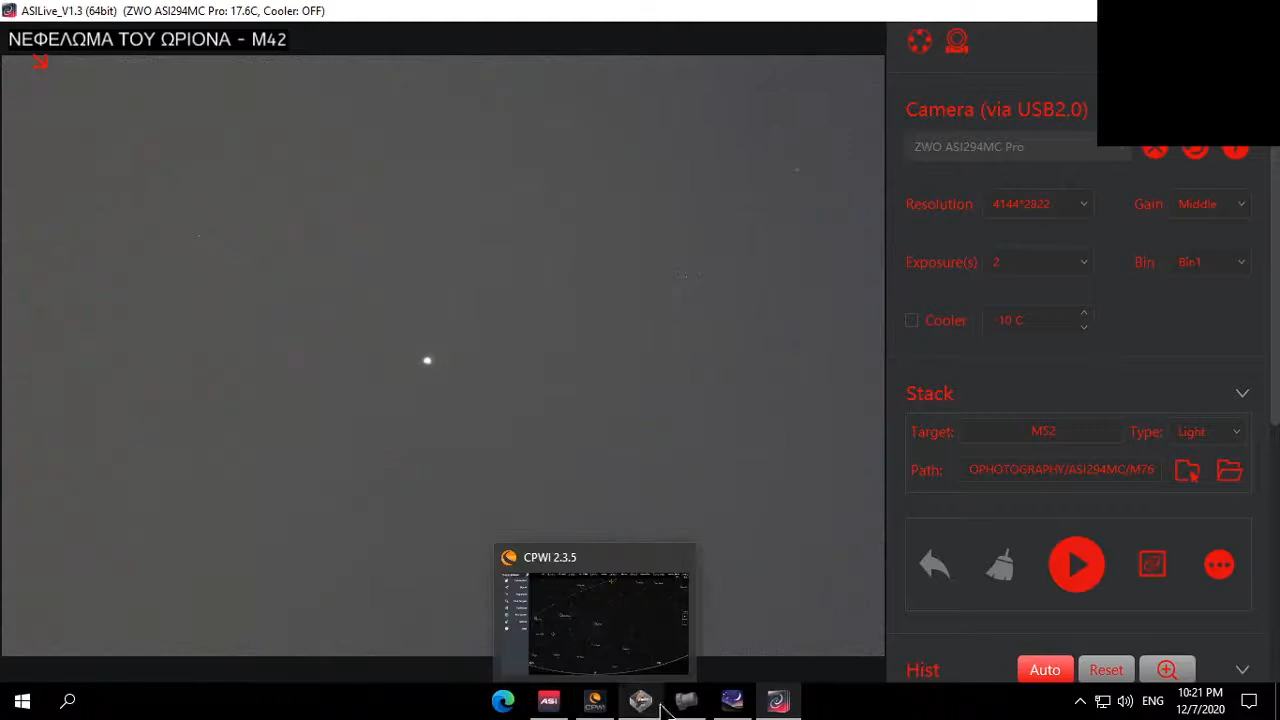 ASILive_V1.3 (64bit) (ZWO ASI294MC Pro: 17.6C, Cooler: OFF)
ΝΕΦΕΛΩΜΑ ΤΟΥ ΩΡΙΟΝΑ - M42
Camera (via USB2.0)
ZWO ASI294MC Pro
Resolution 4144*2822 Gain Middle
Exposure(s) 2 Bin Bin1
Cooler -10 C
Stack
Target: M52 Type: Light
Path: OPHOTOGRAPHY/ASI294MC/M76
CPWI 2.3.5
Hist Auto Reset
ASI CPWI ENG 10:21 PM
12/7/2020